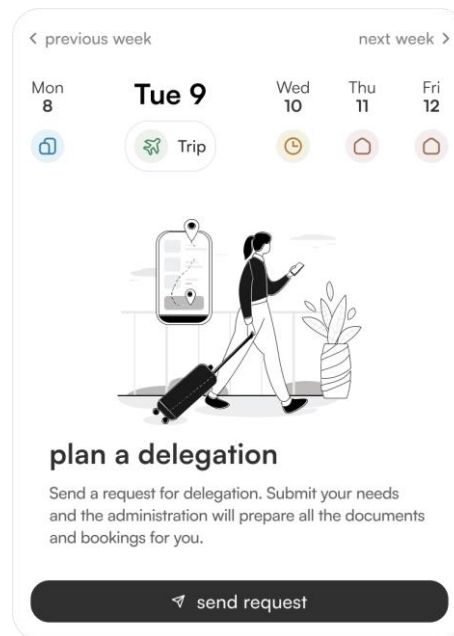 previous week next week
Mon Tue 9 Wed Thu Fri
8 10 11 12
Trip
plan a delegation
Send a request for delegation. Submit your needs
and the administration will prepare all the documents
and bookings for you.
send request